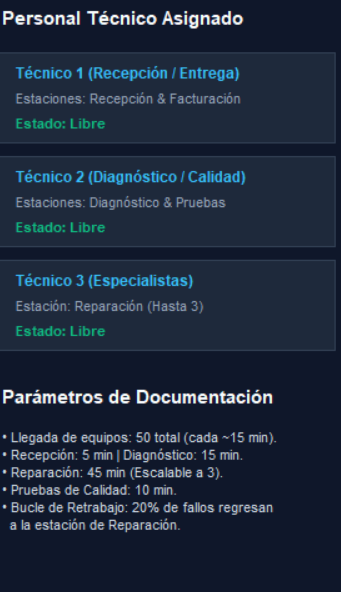 Personal Técnico Asignado
Técnico 1 (Recepción / Entrega)
Estaciones: Recepción & Facturación
Estado: Libre
Técnico 2 (Diagnóstico / Calidad)
Estaciones: Diagnóstico & Pruebas
Estado: Libre
Técnico 3 (Especialistas)
Estación: Reparación (Hasta 3)
Estado: Libre
Parámetros de Documentación
• Llegada de equipos: 50 total (cada ~15 min).
• Recepción: 5 min | Diagnóstico: 15 min.
• Reparación: 45 min (Escalable a 3).
• Pruebas de Calidad: 10 min.
• Bucle de Retrabajo: 20% de fallos regresan
a la estación de Reparación.